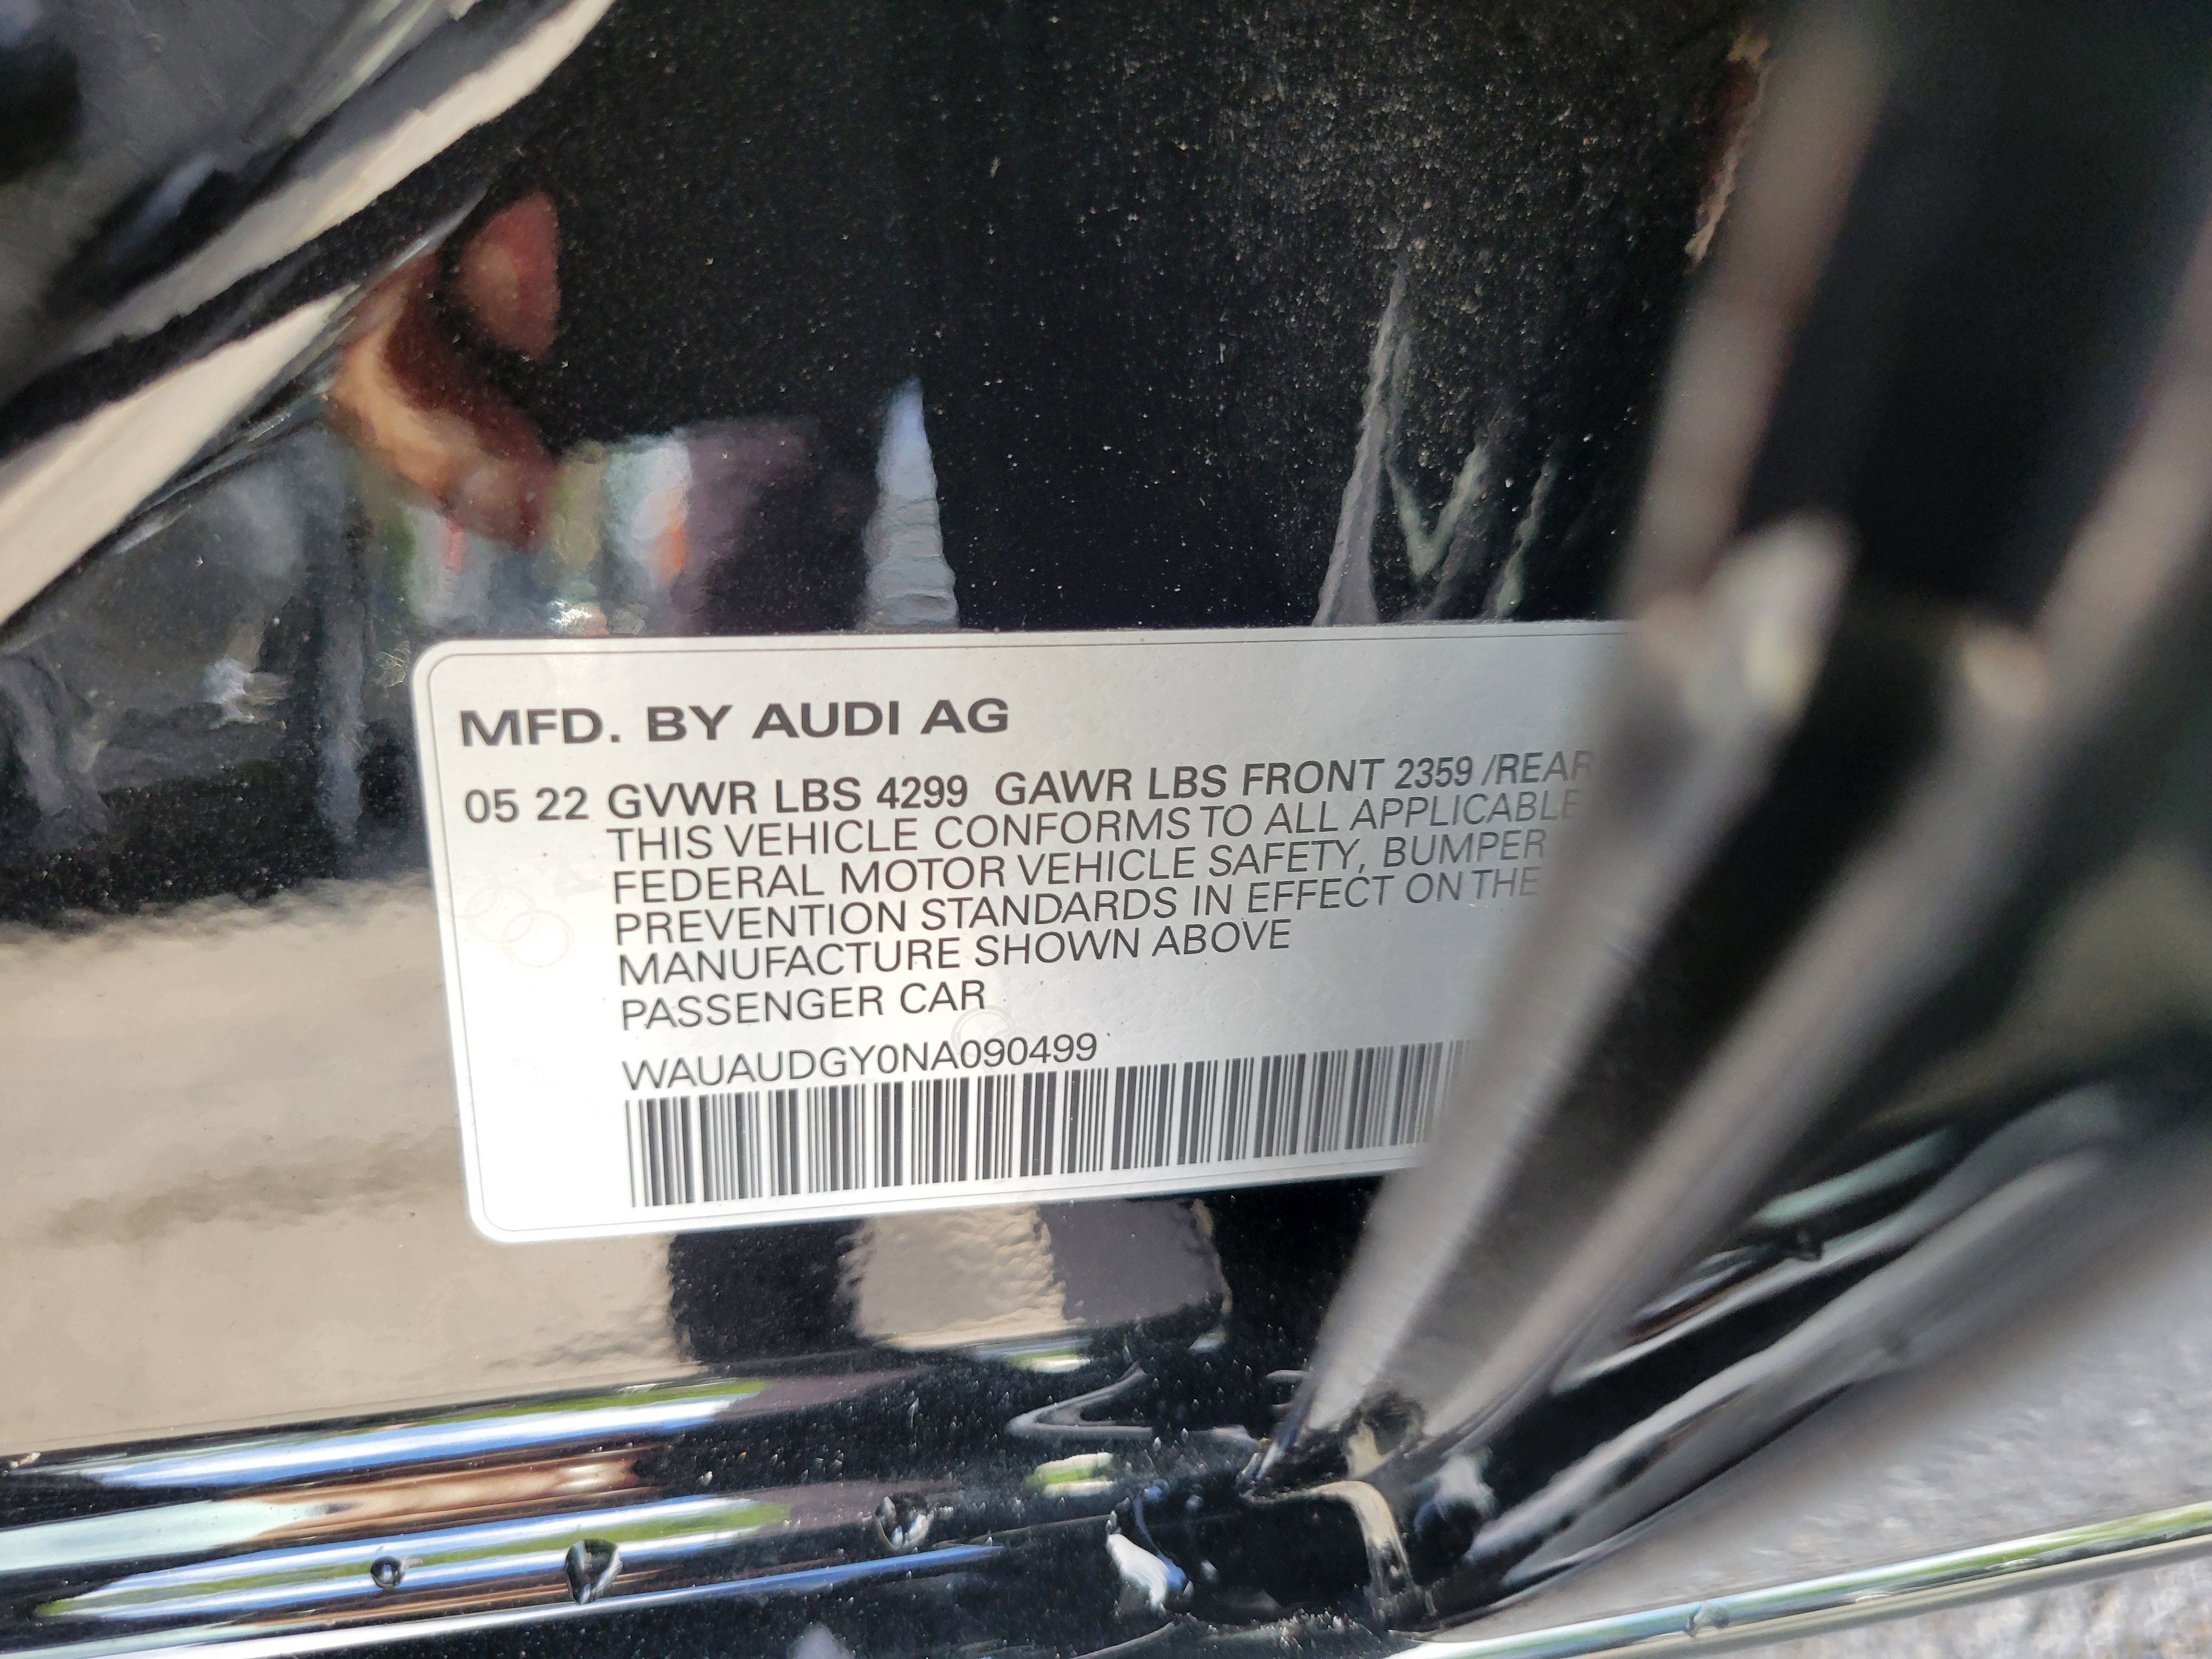 MFD. BY AUDI AG
05 22 GVWR LBS 4299 GAWR LBS FRONT 2359 /REAR
THIS VEHICLE CONFORMS TO ALL APPLICABLE
FEDERAL MOTOR VEHICLE SAFETY, BUMPER
PREVENTION STANDARDS IN EFFECT ON THE
MANUFACTURE SHOWN ABOVE
PASSENGER CAR
WAUAUDGY0NA090499